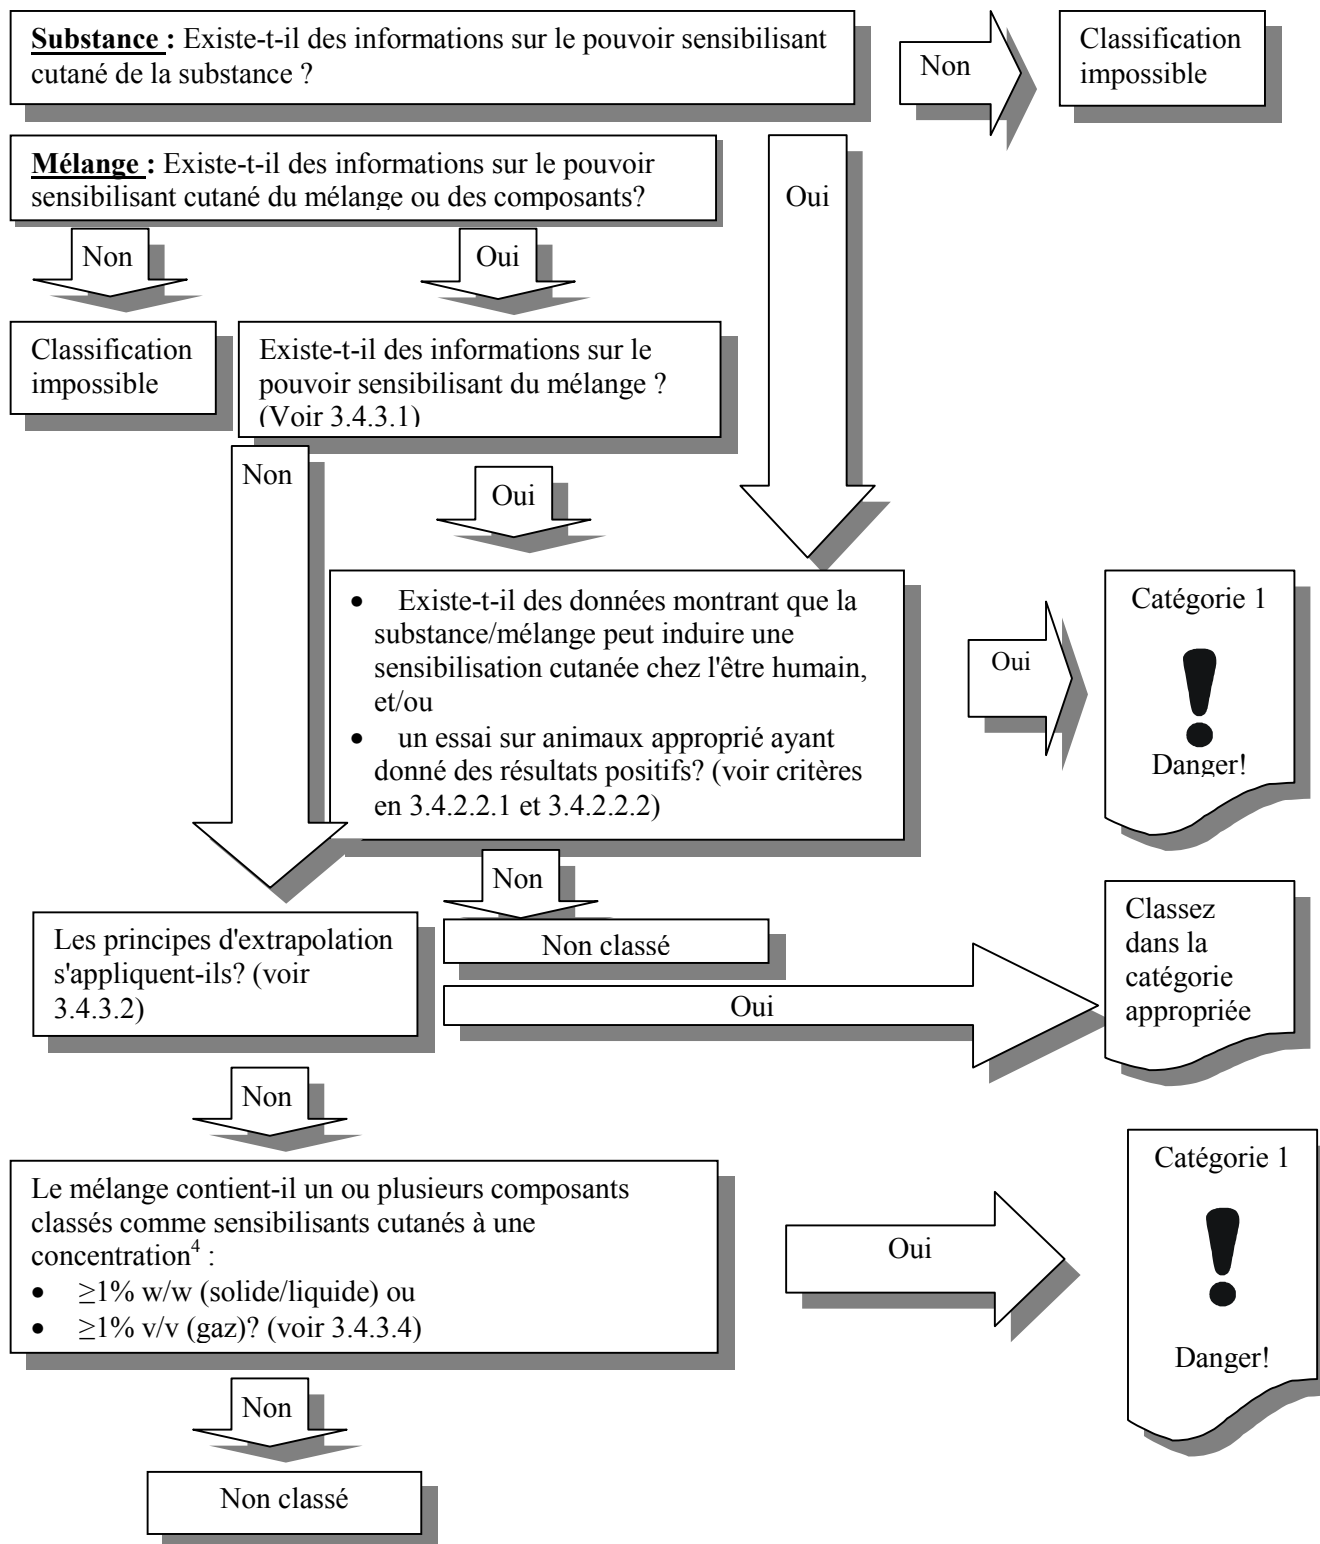 Substance : Existe-t-il des informations sur le pouvoir sensibilisant
cutané de la substance ?
Non
Classification
impossible
Mélange : Existe-t-il des informations sur le pouvoir
sensibilisant cutané du mélange ou des composants?
Oui
Non
Oui
Classification
impossible
Existe-t-il des informations sur le
pouvoir sensibilisant du mélange ?
(Voir 3.4.3.1)
Non
Oui
• Existe-t-il des données montrant que la
substance/mélange peut induire une
sensibilisation cutanée chez l'être humain,
et/ou
• un essai sur animaux approprié ayant
donné des résultats positifs? (voir critères
en 3.4.2.2.1 et 3.4.2.2.2)
Oui
Catégorie 1
!
Danger!
Non
Non classé
Les principes d'extrapolation
s'appliquent-ils? (voir
3.4.3.2)
Oui
Classez
dans la
catégorie
appropriée
Non
Le mélange contient-il un ou plusieurs composants
classés comme sensibilisants cutanés à une
concentration⁴ :
• ≥1% w/w (solide/liquide) ou
• ≥1% v/v (gaz)? (voir 3.4.3.4)
Oui
Catégorie 1
!
Danger!
Non
Non classé